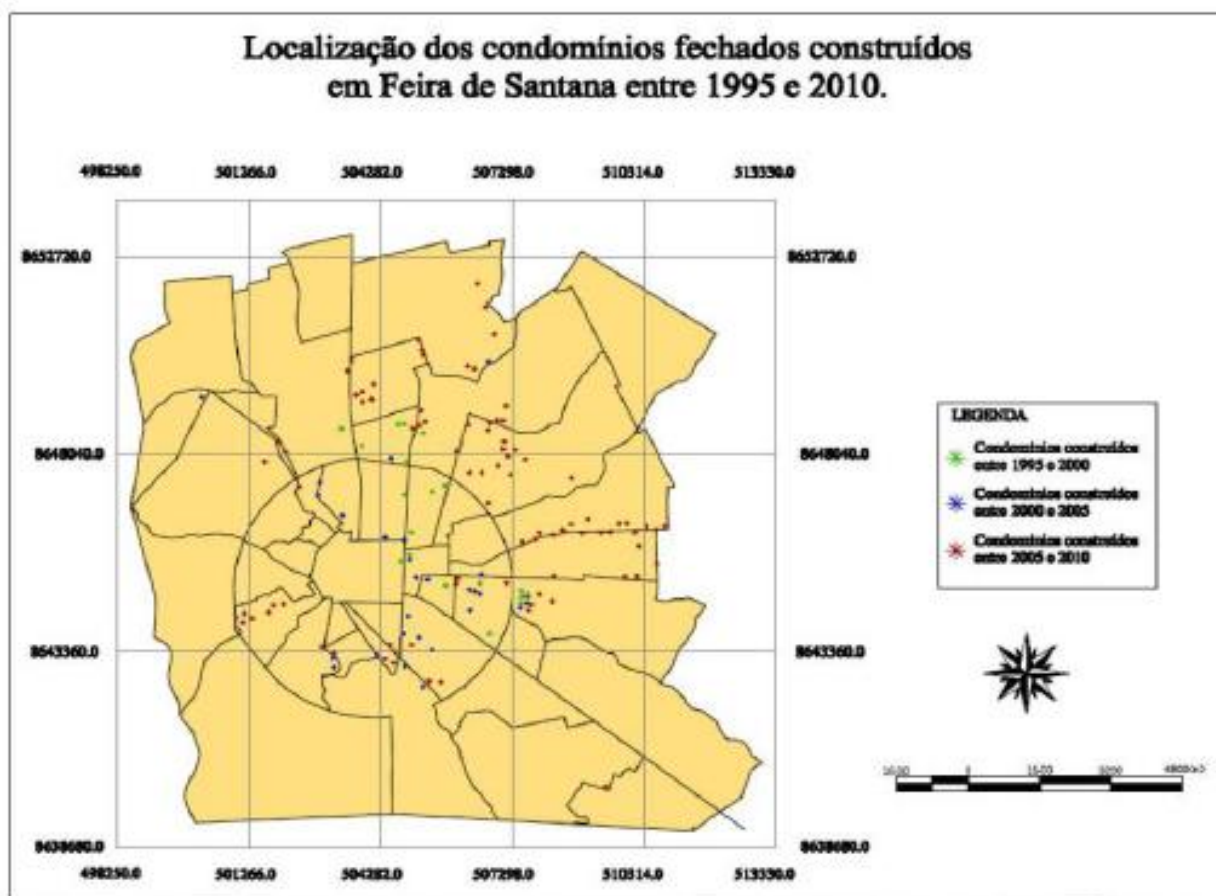 Localização dos condomínios fechados construídos
em Feira de Santana entre 1995 e 2010.
498250.0 501266.0 504282.0 507298.0 510314.0 513330.0
8652720.0 8652720.0
LEGENDA
Condomínios construídos
entre 1995 e 2000
8648040.0 8648040.0
Condomínios construídos
entre 2000 e 2005
Condomínios construídos
entre 2005 e 2010
8643360.0 8643360.0
0
8638680.0 8638680.0
498250.0 501266.0 504282.0 507298.0 510314.0 513330.0